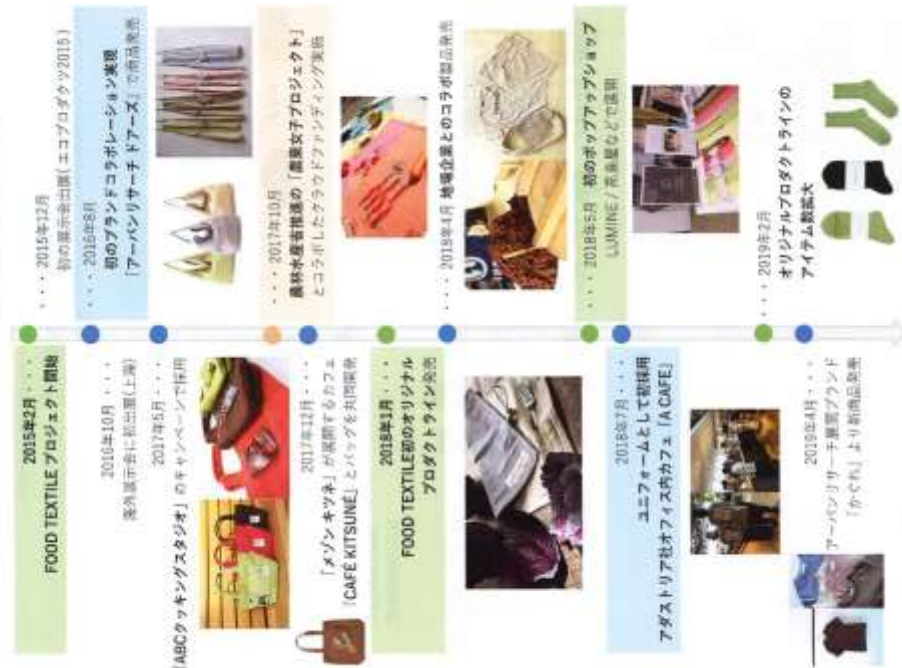 2015年2月・・・
FOOD TEXTILE プロジェクト開始
・・・2015年12月
初の展示会出展(エコプロダクツ2015)
・・・2016年8月
初のブランドコラボレーション実現
「アーバンリサーチ ドアーズ」で商品発売
2016年10月・・・
海外展示会に初出展(上海)
2017年5月・・・
「ABCクッキングスタジオ」のキャンペーンで採用
・・・2017年10月
農林水産省推進の「農業女子プロジェクト」
とコラボしたクラウドファンディング実施
2017年12月・・・
「メゾン キツネ」が展開するカフェ
「CAFÉ KITSUNÉ」とバッグを共同開発
2018年1月・・・
FOOD TEXTILE初のオリジナル
プロダクトライン発売
・・・2018年4月 地場企業とのコラボ製品発売
・・・2018年5月 初のポップアップショップ
LUMINE / 高島屋などで展開
2018年7月・・・
ユニフォームとして初採用
アダストリア社オフィス内カフェ「A CAFE」
・・・2019年2月
オリジナルプロダクトラインの
アイテム数拡大
2019年4月・・・
アーバンリサーチ展開ブランド
「かぐれ」より新商品発売